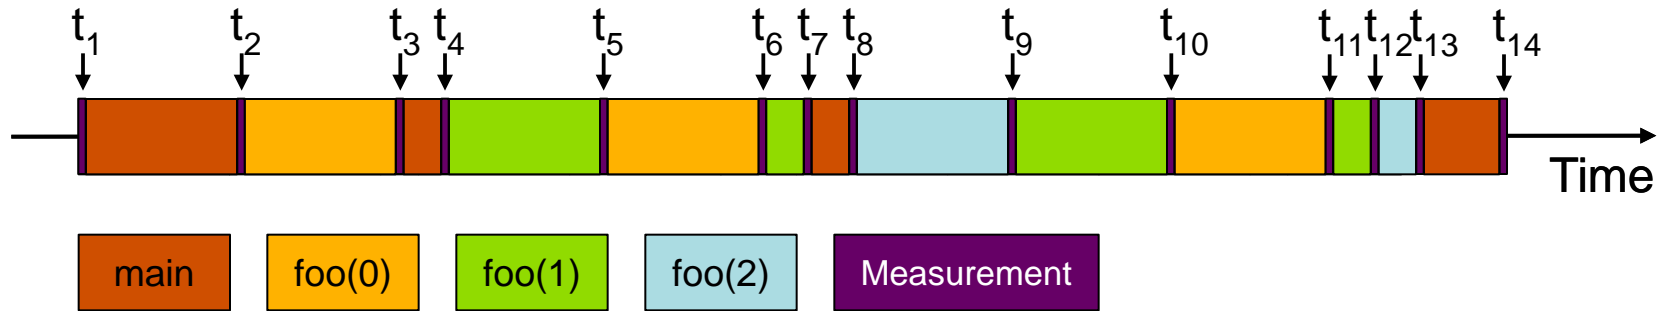 t₁ t₂ t₃ t₄ t₅ t₆ t₇ t₈ t₉ t₁₀ t₁₁ t₁₂ t₁₃ t₁₄
Time
main foo(0) foo(1) foo(2) Measurement